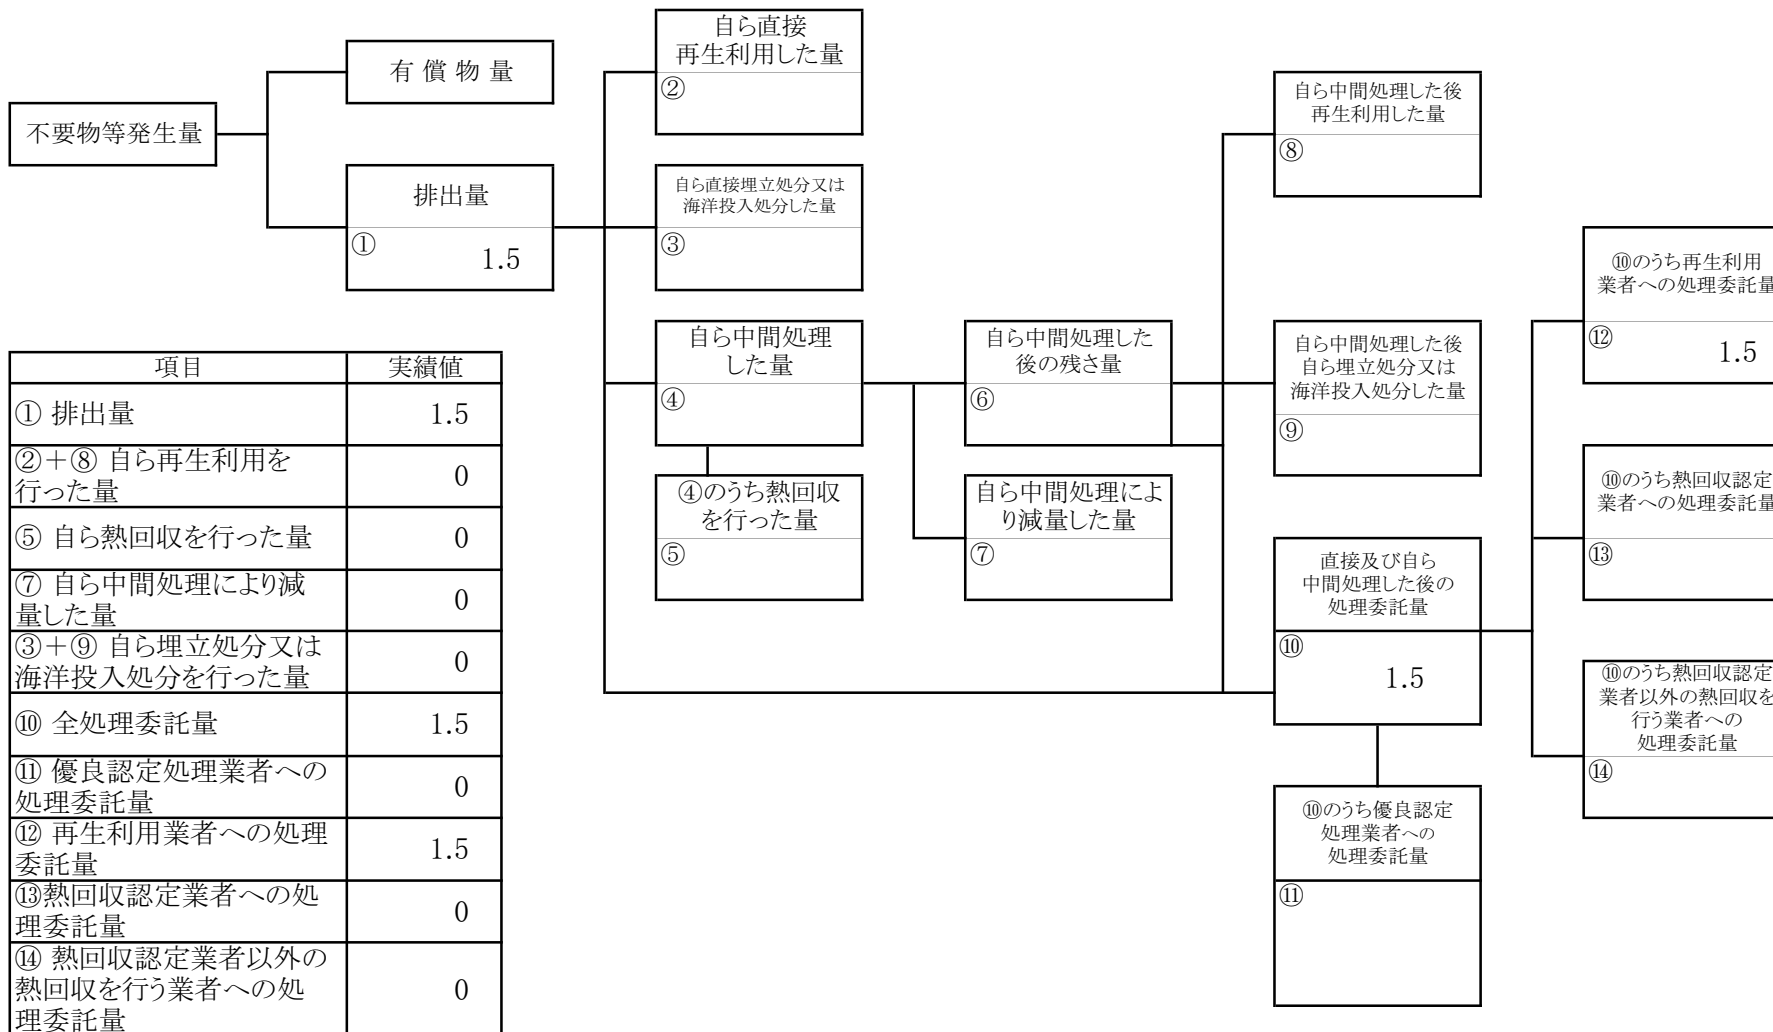 不要物等発生量
有償物量
排出量
①
1.5
自ら直接
再生利用した量
②
自ら直接埋立処分又は
海洋投入処分した量
③
自ら中間処理
した量
④
④のうち熱回収
を行った量
⑤
自ら中間処理した
後の残さ量
⑥
自ら中間処理によ
り減量した量
⑦
自ら中間処理した後
再生利用した量
⑧
自ら中間処理した後
自ら埋立処分又は
海洋投入処分した量
⑨
直接及び自ら
中間処理した後の
処理委託量
⑩
1.5
⑩のうち優良認定
処理業者への
処理委託量
⑪
⑩のうち再生利用
業者への処理委託量
⑫
1.5
⑩のうち熱回収認定
業者への処理委託量
⑬
⑩のうち熱回収認定
業者以外の熱回収を
行う業者への
処理委託量
⑭
項目 実績値
① 排出量 1.5
②＋⑧ 自ら再生利用を
行った量 0
⑤ 自ら熱回収を行った量 0
⑦ 自ら中間処理により減
量した量 0
③＋⑨ 自ら埋立処分又は
海洋投入処分を行った量 0
⑩ 全処理委託量 1.5
⑪ 優良認定処理業者への
処理委託量 0
⑫ 再生利用業者への処理
委託量 1.5
⑬熱回収認定業者への処
理委託量 0
⑭ 熱回収認定業者以外の
熱回収を行う業者への処
理委託量 0